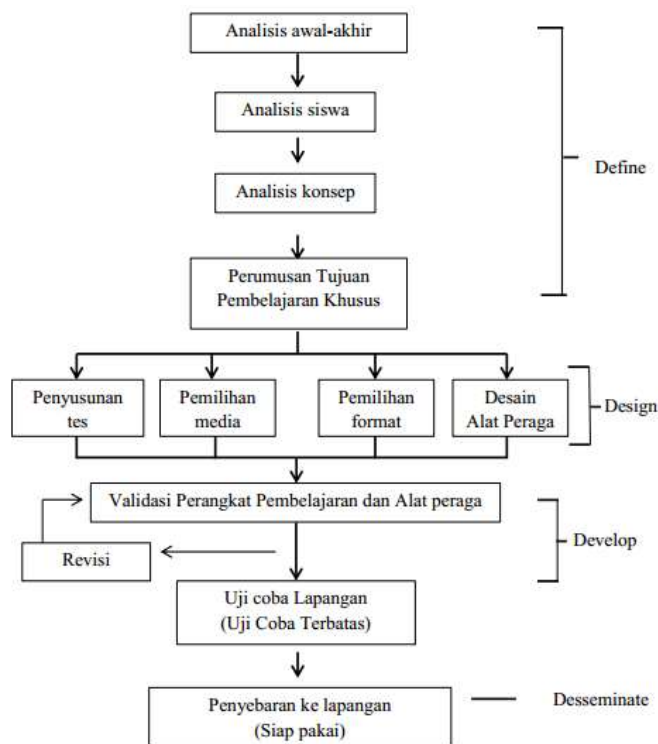 Analisis awal-akhir
Analisis siswa
Analisis konsep
Define
Perumusan Tujuan
Pembelajaran Khusus
Penyusunan
tes
Pemilihan
media
Pemilihan
format
Desain
Alat Peraga
Design
Validasi Perangkat Pembelajaran dan Alat peraga
Revisi
Develop
Uji coba Lapangan
(Uji Coba Terbatas)
Penyebaran ke lapangan
(Siap pakai)
Desseminate